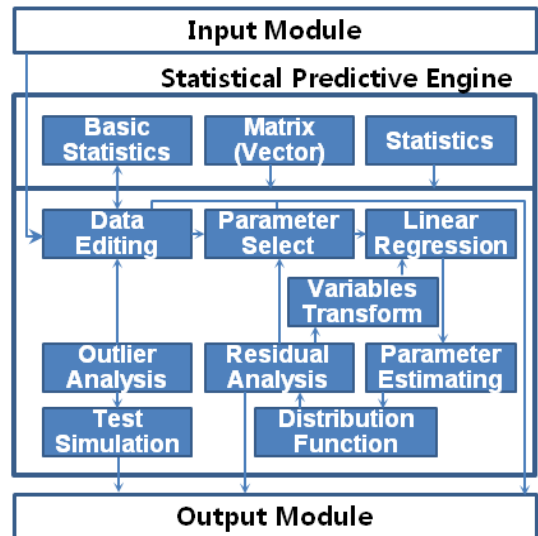 Input Module
Statistical Predictive Engine
Basic
Statistics
Matrix
(Vector)
Statistics
Data
Editing
Parameter
Select
Linear
Regression
Variables
Transform
Outlier
Analysis
Residual
Analysis
Parameter
Estimating
Test
Simulation
Distribution
Function
Output Module